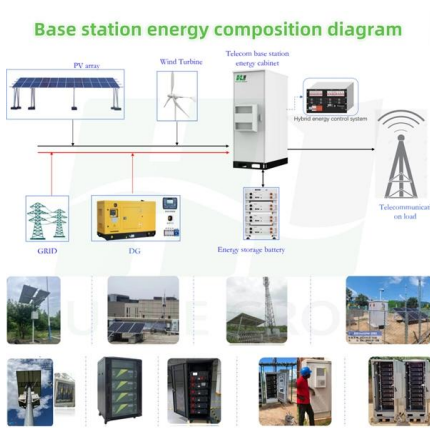 Base station energy composition diagram
PV array
Wind Turbine
Telecom base station
energy cabinet
Hybrid energy control system
Telecommunicati
on load
GRID
DG
Energy storage battery